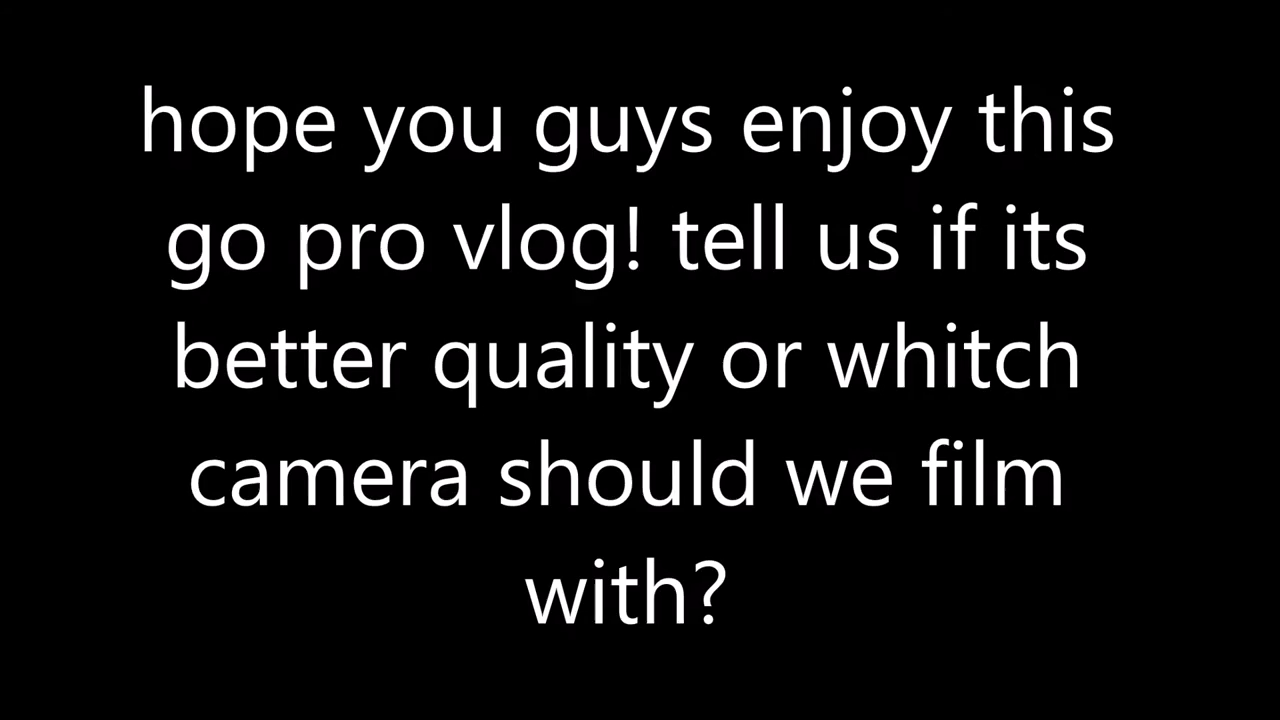 hope you guys enjoy this
go pro vlog! tell us if its
better quality or whitch
camera should we film
with?